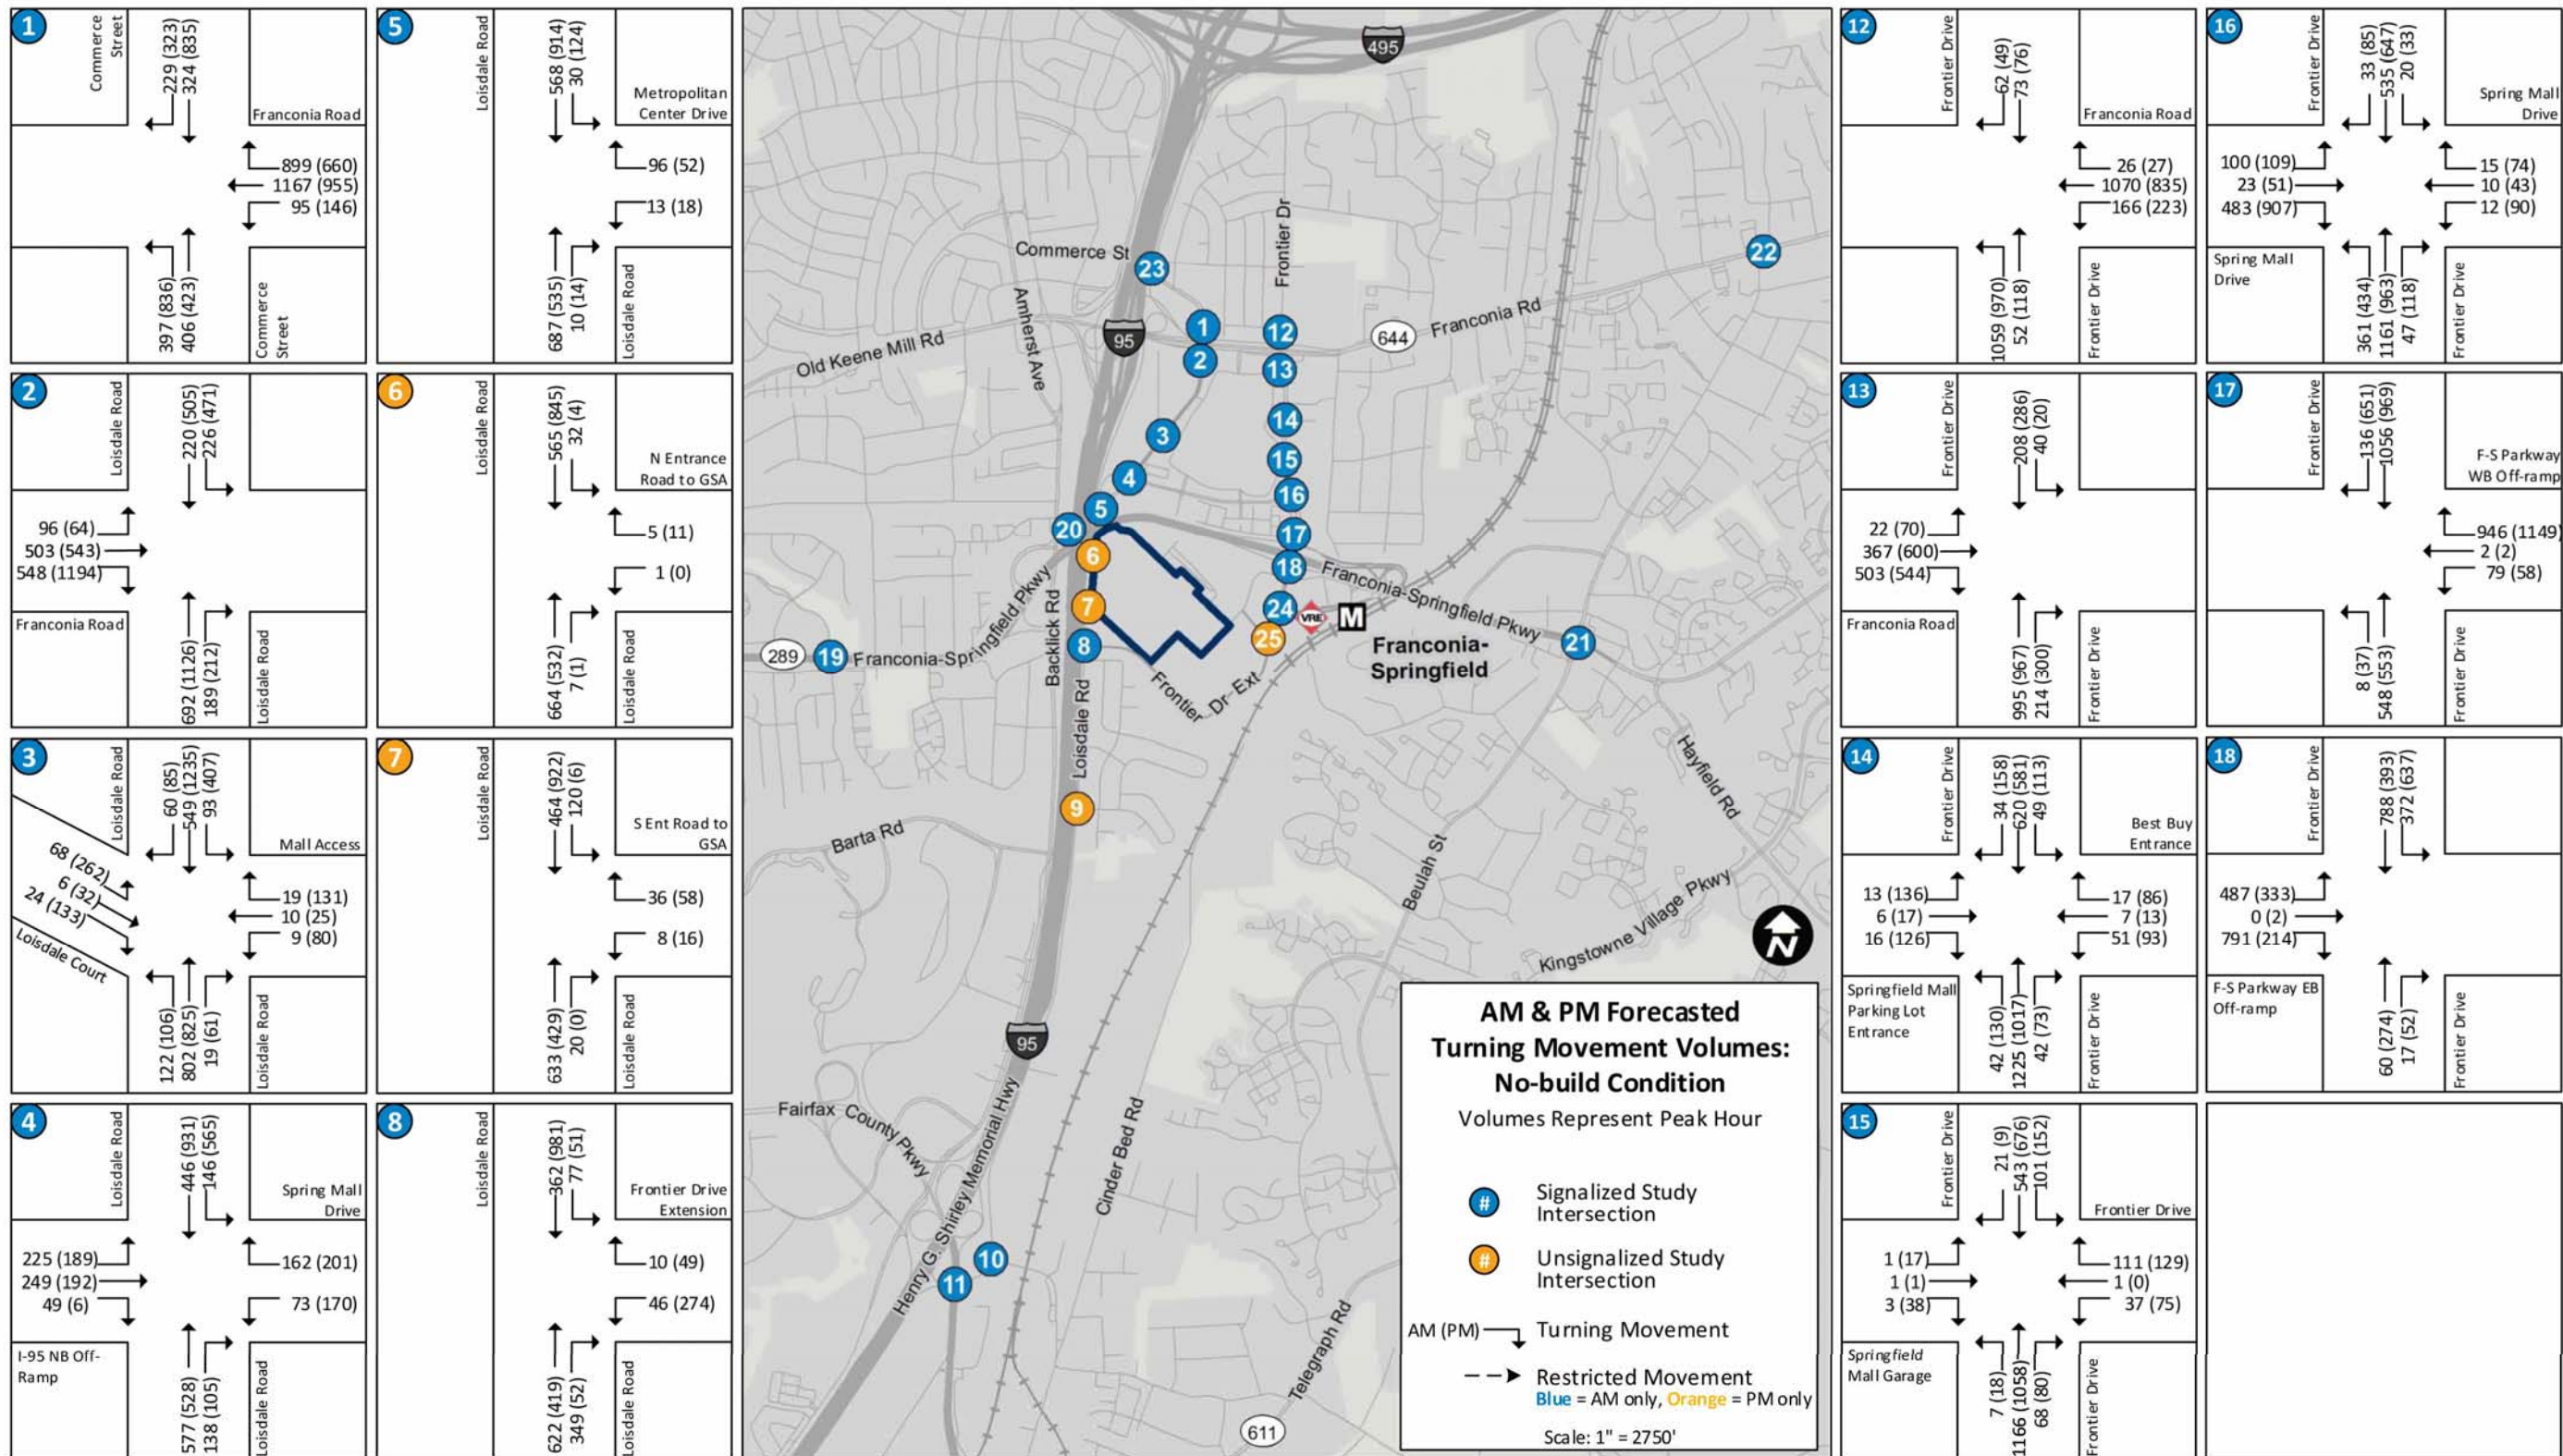 1
Commerce
Street
229 (323)
324 (835)
Franconia Road
899 (660)
1167 (955)
95 (146)
397 (836)
406 (423)
Commerce
Street
2
Loisdale Road
220 (505)
226 (471)
96 (64)
503 (543)
548 (1194)
Franconia Road
692 (1126)
189 (212)
Loisdale Road
3
Loisdale Road
60 (85)
549 (1235)
93 (407)
Mall Access
68 (262)
6 (32)
24 (133)
19 (131)
10 (25)
9 (80)
Loisdale Court
122 (106)
802 (825)
19 (61)
Loisdale Road
4
Loisdale Road
446 (931)
146 (565)
Spring Mall
Drive
225 (189)
249 (192)
49 (6)
162 (201)
73 (170)
I-95 NB Off-
Ramp
577 (528)
138 (105)
Loisdale Road
5
Loisdale Road
568 (914)
30 (124)
Metropolitan
Center Drive
96 (52)
13 (18)
687 (535)
10 (14)
Loisdale Road
6
Loisdale Road
565 (845)
32 (4)
N Entrance
Road to GSA
5 (11)
1 (0)
664 (532)
7 (1)
Loisdale Road
7
Loisdale Road
464 (922)
120 (6)
S Ent Road to
GSA
36 (58)
8 (16)
633 (429)
20 (0)
Loisdale Road
8
Loisdale Road
362 (981)
77 (51)
Frontier Drive
Extension
10 (49)
46 (274)
622 (419)
349 (52)
Loisdale Road
495
Commerce St
23
Frontier Dr
22
Amherst Ave
95
1
12
644
Franconia Rd
Old Keene Mill Rd
2
13
14
3
15
4
16
5
20
17
6
18
Franconia-Springfield Pkwy
7
24
VRE
M
25
8
Franconia-
Springfield
21
289
19
Franconia-Springfield Pkwy
Backlick Rd
Frontier Dr Ext
Loisdale Rd
Hayfield Rd
9
Barta Rd
Beulah St
Kingstowne Village Pkwy
N
95
Fairfax County Pkwy
Henry G. Shirley Memorial Hwy
Cinder Bed Rd
10
11
Telegraph Rd
611
AM & PM Forecasted
Turning Movement Volumes:
No-build Condition
Volumes Represent Peak Hour
# Signalized Study
Intersection
# Unsignalized Study
Intersection
AM (PM) Turning Movement
Restricted Movement
Blue = AM only, Orange = PM only
Scale: 1" = 2750'
12
Frontier Drive
62 (49)
73 (76)
Franconia Road
26 (27)
1070 (835)
166 (223)
1059 (970)
52 (118)
Frontier Drive
13
Frontier Drive
208 (286)
40 (20)
22 (70)
367 (600)
503 (544)
Franconia Road
995 (967)
214 (300)
Frontier Drive
14
Frontier Drive
34 (158)
620 (581)
49 (113)
Best Buy
Entrance
13 (136)
6 (17)
16 (126)
17 (86)
7 (13)
51 (93)
Springfield Mall
Parking Lot
Entrance
42 (130)
1225 (1017)
42 (73)
Frontier Drive
15
Frontier Drive
21 (9)
543 (676)
101 (152)
Frontier Drive
1 (17)
1 (1)
3 (38)
111 (129)
1 (0)
37 (75)
Springfield
Mall Garage
7 (18)
1166 (1058)
68 (80)
Frontier Drive
16
Frontier Drive
33 (85)
535 (647)
20 (33)
Spring Mall
Drive
100 (109)
23 (51)
483 (907)
15 (74)
10 (43)
12 (90)
Spring Mall
Drive
361 (434)
1161 (963)
47 (118)
Frontier Drive
17
Frontier Drive
136 (651)
1056 (969)
F-S Parkway
WB Off-ramp
946 (1149)
2 (2)
79 (58)
8 (37)
548 (553)
Frontier Drive
18
Frontier Drive
788 (393)
372 (637)
487 (333)
0 (2)
791 (214)
F-S Parkway EB
Off-ramp
60 (274)
17 (52)
Frontier Drive